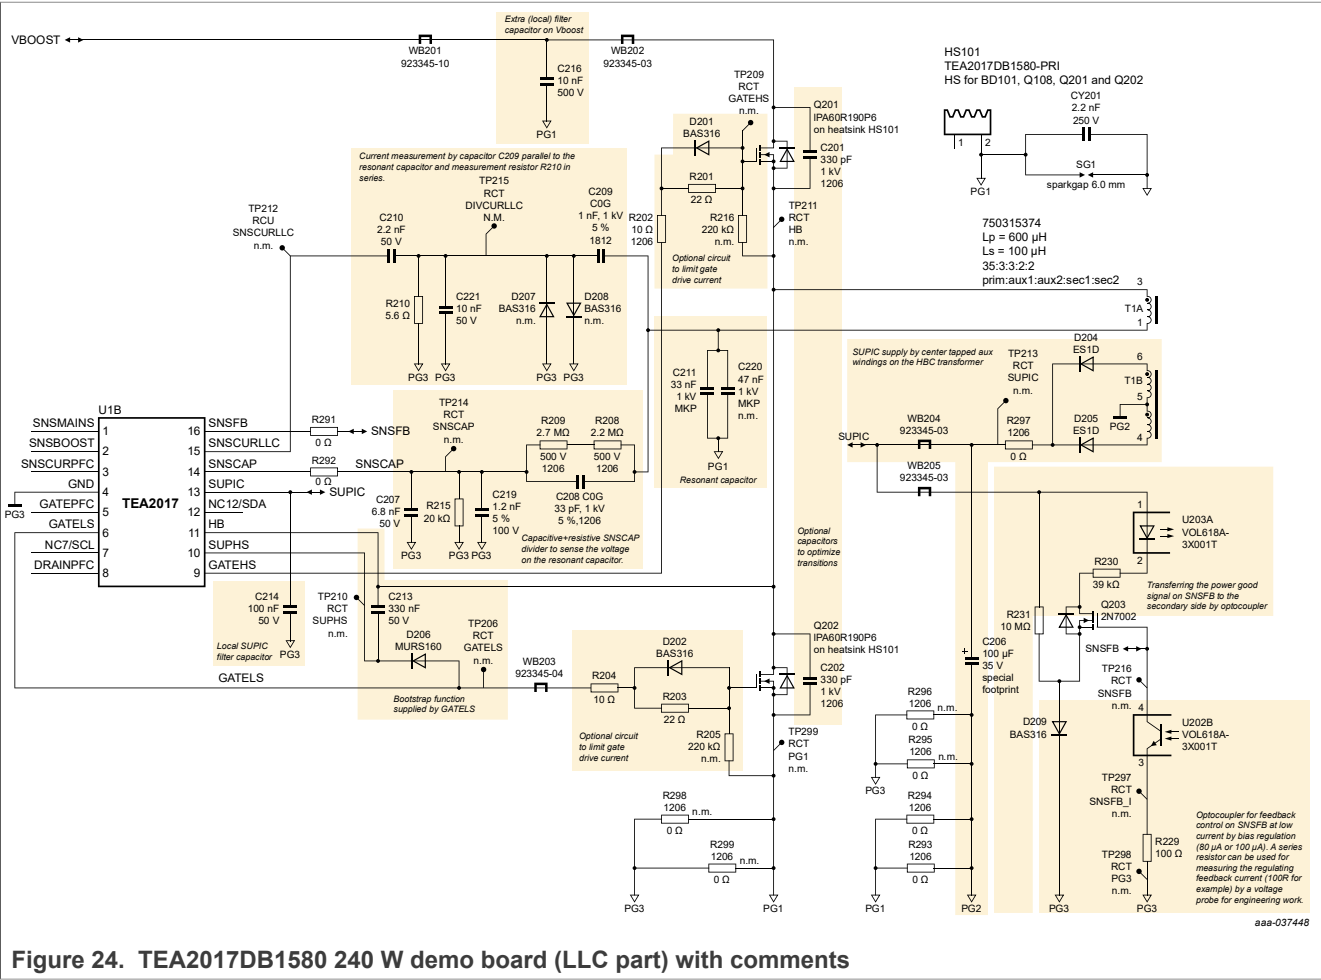 VBOOST
WB201
923345-10
Extra (local) filter
capacitor on Vboost
C216
10 nF
500 V
PG1
WB202
923345-03
TP209
RCT
GATEHS
n.m.
Q201
IPA60R190P6
on heatsink HS101
C201
330 pF
1 kV
1206
D201
BAS316
R201
22 Ω
R202
10 Ω
1206
R216
220 kΩ
n.m.
Optional circuit
to limit gate
drive current
TP211
RCT
HB
n.m.
HS101
TEA2017DB1580-PRI
HS for BD101, Q108, Q201 and Q202
1
2
PG1
CY201
2.2 nF
250 V
SG1
sparkgap 6.0 mm
750315374
Lp = 600 µH
Ls = 100 µH
35:3:3:2:2
prim:aux1:aux2:sec1:sec2
3
T1A
1
Current measurement by capacitor C209 parallel to the
resonant capacitor and measurement resistor R210 in
series.
TP215
RCT
DIVCURLLC
N.M.
C209
C0G
1 nF, 1 kV
5 %
1812
TP212
RCU
SNSCURLLC
n.m.
C210
2.2 nF
50 V
R210
5.6 Ω
C221
10 nF
50 V
D207
BAS316
n.m.
D208
BAS316
n.m.
PG3
PG3
PG3
PG3
C211
33 nF
1 kV
MKP
C220
47 nF
1 kV
MKP
n.m.
PG1
Resonant capacitor
SUPIC supply by center tapped aux
windings on the HBC transformer
TP213
RCT
SUPIC
n.m.
D204
ES1D
6
T1B
5
PG2
4
D205
ES1D
R297
1206
0 Ω
WB204
923345-03
SUPIC
WB205
923345-03
U1B
TEA2017
SNSMAINS
1
SNSBOOST
2
SNSCURPFC
3
GND
4
PG3
GATEPFC
5
GATELS
6
NC7/SCL
7
DRAINPFC
8
16
SNSFB
15
SNSCURLLC
14
SNSCAP
13
SUPIC
12
NC12/SDA
11
HB
10
SUPHS
9
GATEHS
R291
0 Ω
SNSFB
R292
0 Ω
SNSCAP
SUPIC
TP214
RCT
SNSCAP
n.m.
R209
2.7 MΩ
500 V
1206
R208
2.2 MΩ
500 V
1206
C208 C0G
33 pF, 1 kV
5 %,1206
C207
6.8 nF
50 V
R215
20 kΩ
C219
1.2 nF
5 %
100 V
PG3
PG3
PG3
Capacitive+resistive SNSCAP
divider to sense the voltage
on the resonant capacitor.
Optional
capacitors
to optimize
transitions
C214
100 nF
50 V
Local SUPIC
filter capacitor
PG3
TP210
RCT
SUPHS
n.m.
C213
330 nF
50 V
D206
MURS160
TP206
RCT
GATELS
n.m.
GATELS
Bootstrap function
supplied by GATELS
WB203
923345-04
R204
10 Ω
D202
BAS316
R203
22 Ω
R205
220 kΩ
n.m.
Optional circuit
to limit gate
drive current
Q202
IPA60R190P6
on heatsink HS101
C202
330 pF
1 kV
1206
TP299
RCT
PG1
n.m.
R298
1206
n.m.
0 Ω
R299
1206
n.m.
0 Ω
PG3
PG1
R296
1206
n.m.
0 Ω
R295
1206
n.m.
0 Ω
PG3
R294
1206
0 Ω
R293
1206
0 Ω
PG1
PG2
+
C206
100 µF
35 V
special
footprint
1
U203A
VOL618A-
3X001T
2
R230
39 kΩ
Transferring the power good
signal on SNSFB to the
secondary side by optocoupler
R231
10 MΩ
Q203
2N7002
SNSFB
TP216
RCT
SNSFB
n.m.
D209
BAS316
4
U202B
VOL618A-
3X001T
3
TP297
RCT
SNSFB_I
n.m.
R229
100 Ω
TP298
RCT
PG3
n.m.
PG3
PG3
Optocoupler for feedback
control on SNSFB at low
current by bias regulation
(80 µA or 100 µA). A series
resistor can be used for
measuring the regulating
feedback current (100R for
example) by a voltage
probe for engineering work.
aaa-037448
Figure 24. TEA2017DB1580 240 W demo board (LLC part) with comments